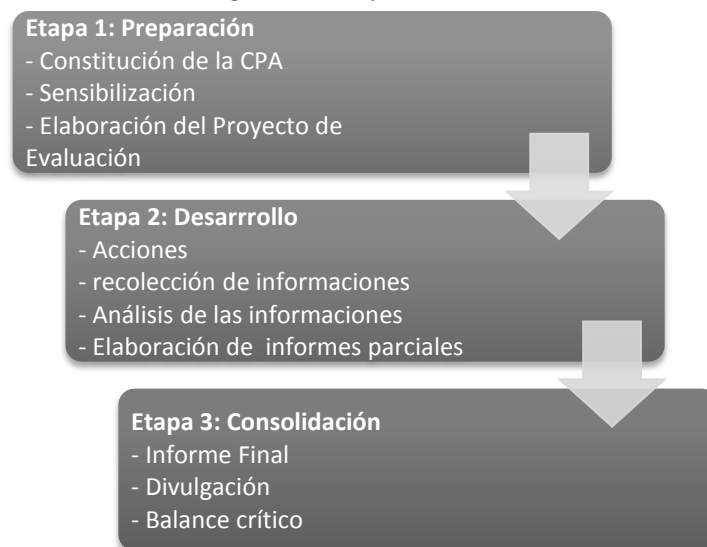 Etapa 1: Preparación
- Constitución de la CPA
- Sensibilización
- Elaboración del Proyecto de
Evaluación
Etapa 2: Desarrrollo
- Acciones
- recolección de informaciones
- Análisis de las informaciones
- Elaboración de informes parciales
Etapa 3: Consolidación
- Informe Final
- Divulgación
- Balance crítico